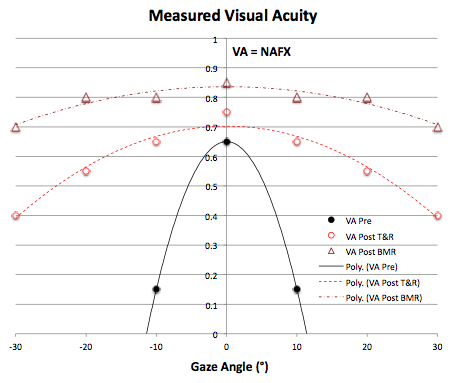 Measured Visual Acuity
VA = NAFX
1
0.9
0.8
0.7
0.6
0.5
0.4
0.3
0.2
0.1
0
-30 -20 -10 0 10 20 30
Gaze Angle (°)
VA Pre
VA Post T&R
VA Post BMR
Poly. (VA Pre)
Poly. (VA Post T&R)
Poly. (VA Post BMR)